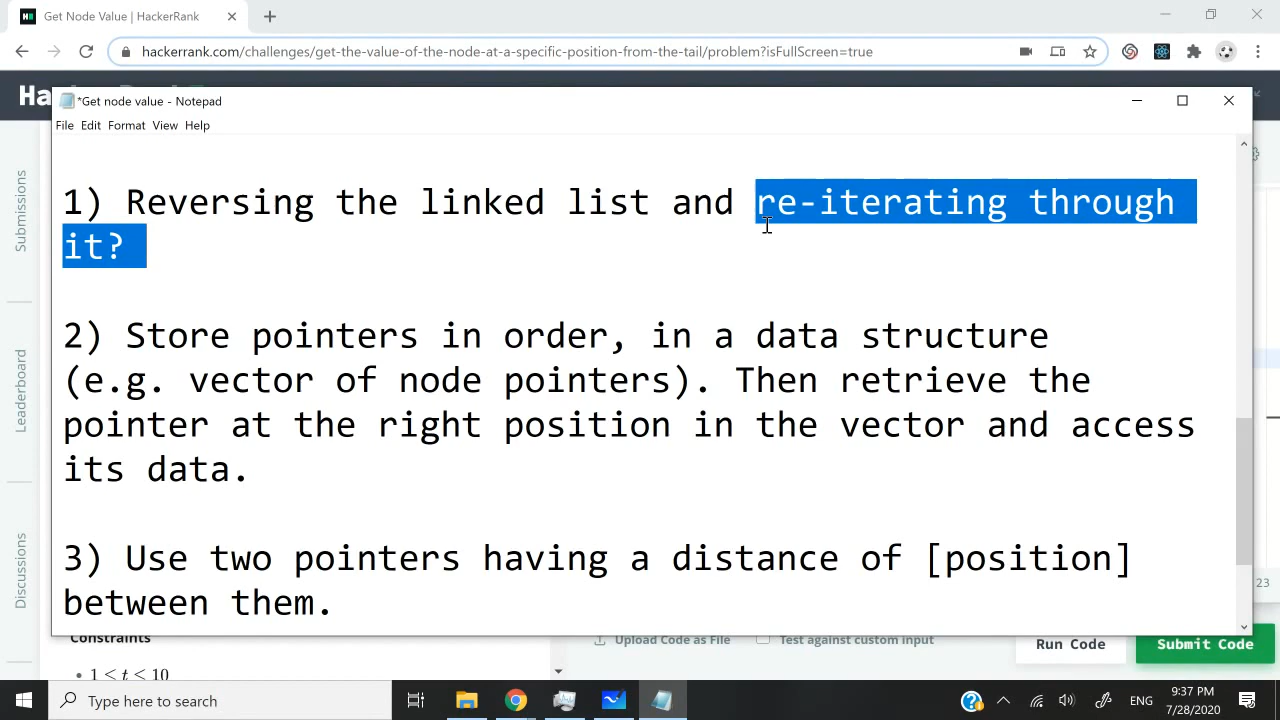 Get Node Value | HackerRank
hackerrank.com/challenges/get-the-value-of-the-node-at-a-specific-position-from-the-tail/problem?isFullScreen=true
*Get node value - Notepad
File Edit Format View Help
1) Reversing the linked list and re-iterating through
it?
2) Store pointers in order, in a data structure
(e.g. vector of node pointers). Then retrieve the
pointer at the right position in the vector and access
its data.
3) Use two pointers having a distance of [position]
between them.
Submissions
Leaderboard
Discussions
23
Constraints
1 ≤ t ≤ 10
Upload Code as File
Test against custom input
Run Code
Submit Code
Type here to search
ENG
9:37 PM
7/28/2020